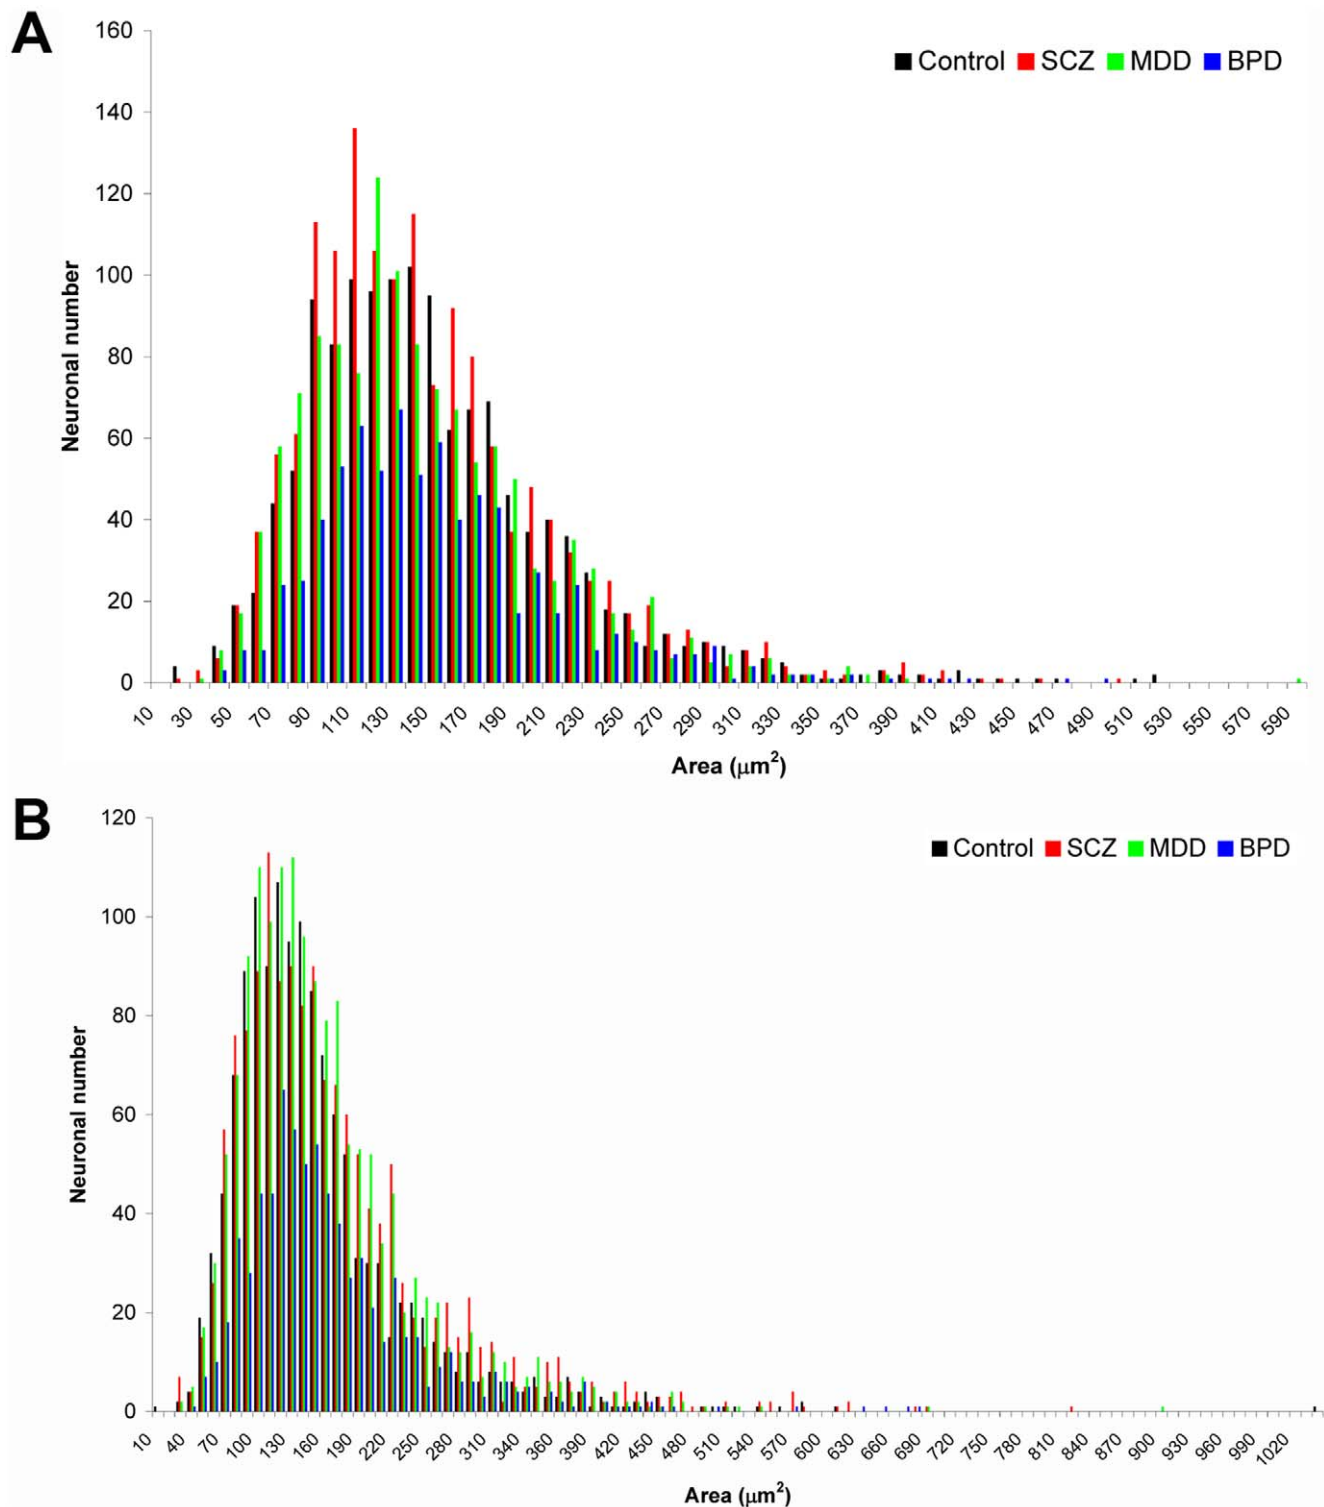 A
Control SCZ MDD BPD
160
140
120
100
80
60
40
20
0
Neuronal number
10 30 50 70 90 110 130 150 170 190 210 230 250 270 290 310 330 350 370 390 410 430 450 470 490 510 530 550 570 590
Area (μm²)
B
Control SCZ MDD BPD
120
100
80
60
40
20
0
Neuronal number
10 40 70 100 130 160 190 220 250 280 310 340 360 390 420 450 480 510 540 570 600 630 660 690 720 750 780 810 840 870 900 930 960 990 1020
Area (μm²)